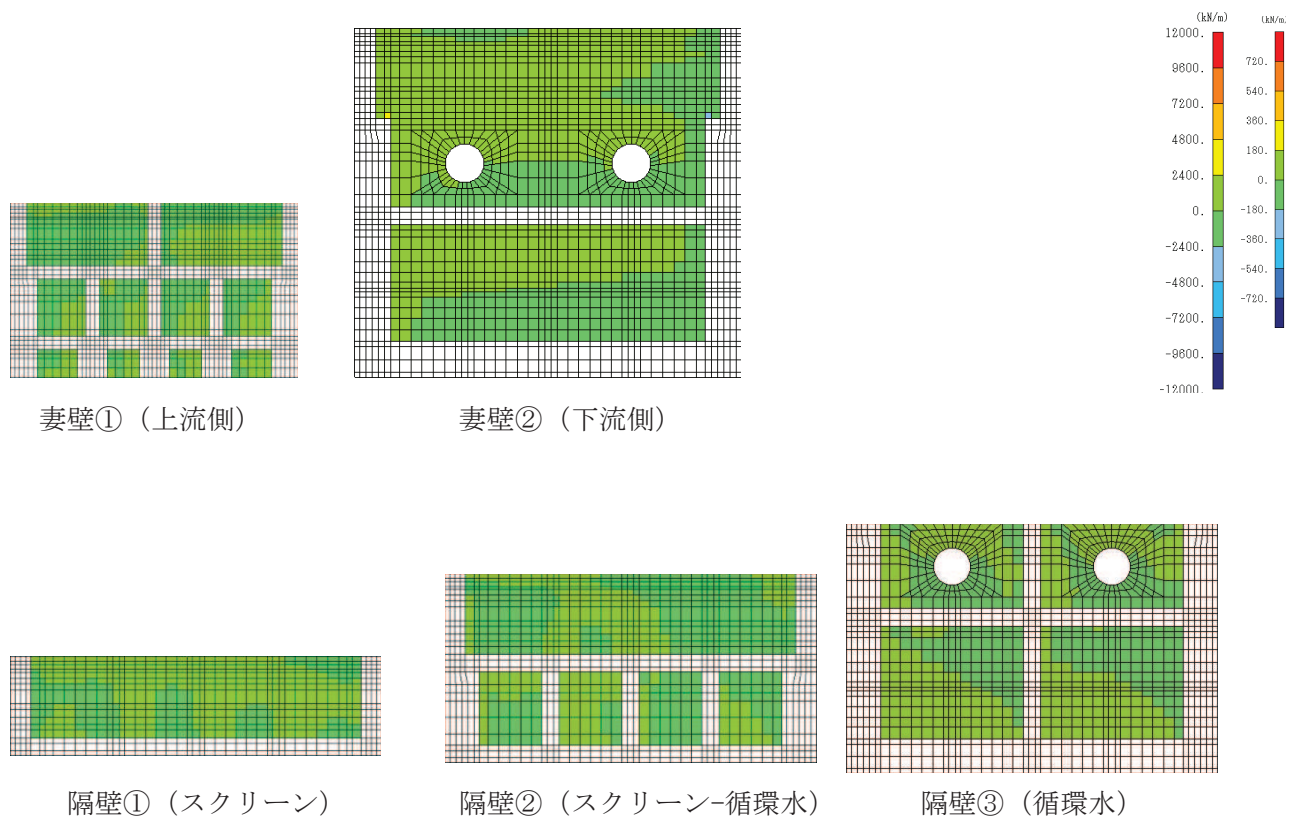 (kN/m)
12000.
9600.
7200.
4800.
2400.
0.
-2400.
-4800.
-7200.
-9600.
-12000.
(kN/m.
720.
540.
360.
180.
0.
-180.
-360.
-540.
-720.
妻壁①（上流側）
妻壁②（下流側）
隔壁①（スクリーン）
隔壁②（スクリーン-循環水）
隔壁③（循環水）